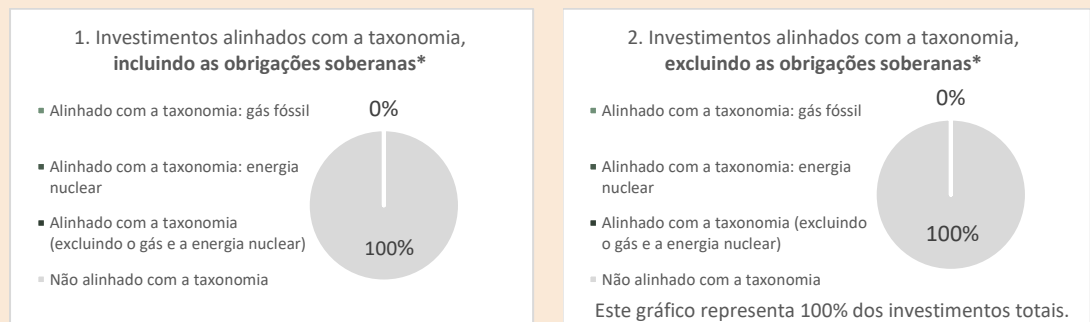 1. Investimentos alinhados com a taxonomia,
incluindo as obrigações soberanas*
▪ Alinhado com a taxonomia: gás fóssil
▪ Alinhado com a taxonomia: energia
nuclear
▪ Alinhado com a taxonomia
(excluindo o gás e a energia nuclear)
▪ Não alinhado com a taxonomia
0%
100%
2. Investimentos alinhados com a taxonomia,
excluindo as obrigações soberanas*
▪ Alinhado com a taxonomia: gás fóssil
▪ Alinhado com a taxonomia: energia
nuclear
▪ Alinhado com a taxonomia (excluindo
o gás e a energia nuclear)
▪ Não alinhado com a taxonomia
0%
100%
Este gráfico representa 100% dos investimentos totais.